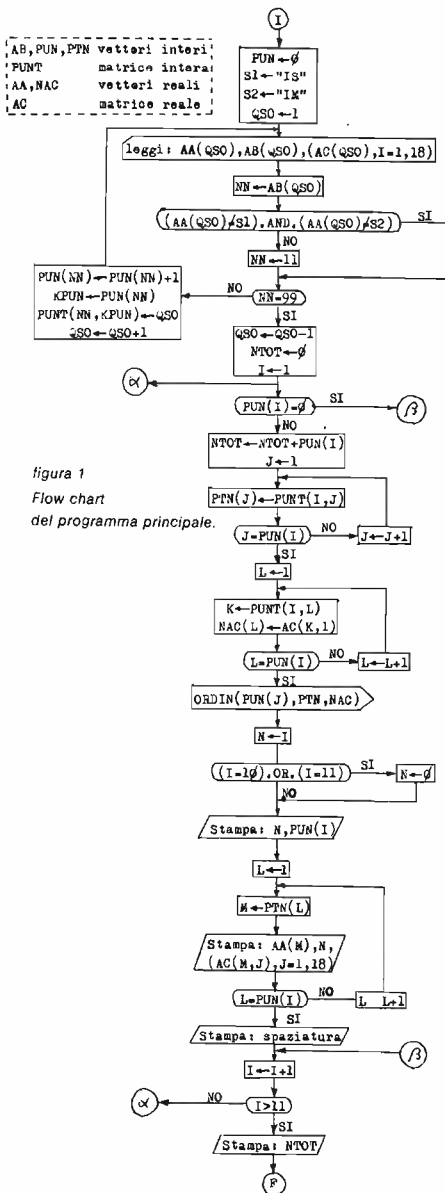 I
AB,PUN,PTN vettori interi
PUNT matrice intera
AA,NAC vettori reali
AC matrice reale
PUN←Ø
S1←"IS"
S2←"IM"
QSO←1
leggi: AA(QSO),AB(QSO),(AC(QSO),I=1,18)
NN←AB(QSO)
(AA(QSO)≠S1).AND.(AA(QSO)≠S2)
SI
NO
NN←11
NN=99
NO
PUN(NN)←PUN(NN)+1
KPUN←PUN(NN)
PUNT(NN,KPUN)←QSO
QSO←QSO+1
SI
QSO←QSO-1
NTOT←Ø
I←1
α
PUN(I)=Ø
SI
β
NO
NTOT←NTOT+PUN(I)
J←1
figura 1
Flow chart
del programma principale.
PTN(J)←PUNT(I,J)
J=PUN(I)
NO
J←J+1
SI
L←1
K←PUNT(I,L)
NAC(L)←AC(K,1)
L=PUN(I)
NO
L←L+1
SI
ORDIN(PUN(J),PTN,NAC)
N←I
(I=1Ø).OR.(I=11)
SI
N←Ø
NO
Stampa: N,PUN(I)
L←1
M←PTN(L)
Stampa: AA(M),N,
(AC(M,J),J=1,18)
L=PUN(I)
NO
L L+1
SI
Stampa: spaziatura
β
I←I+1
α
NO
I>11
SI
Stampa: NTOT
F